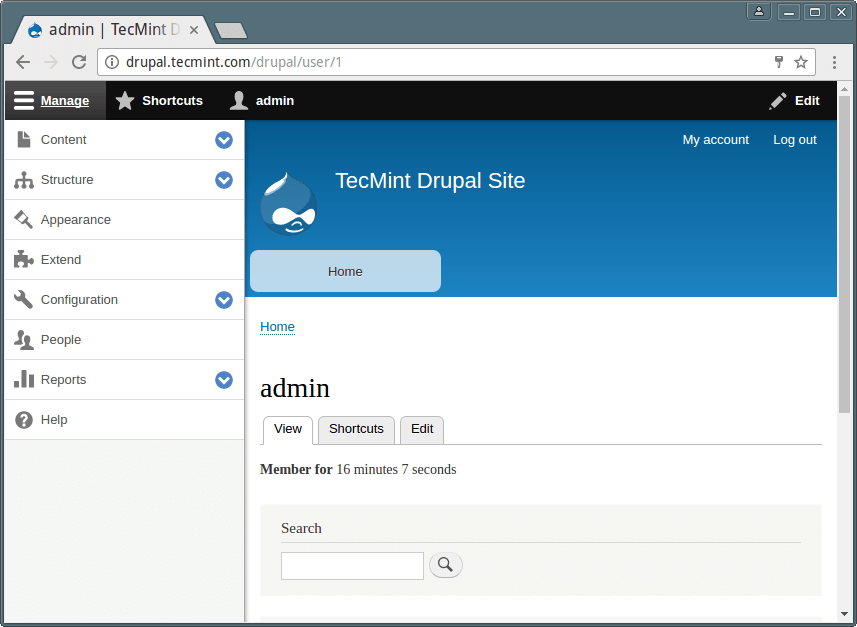 admin | TecMint D
drupal.tecmint.com/drupal/user/1
Manage Shortcuts admin Edit
Content
Structure
Appearance
Extend
Configuration
People
Reports
Help
My account Log out
TecMint Drupal Site
Home
Home
admin
View Shortcuts Edit
Member for 16 minutes 7 seconds
Search